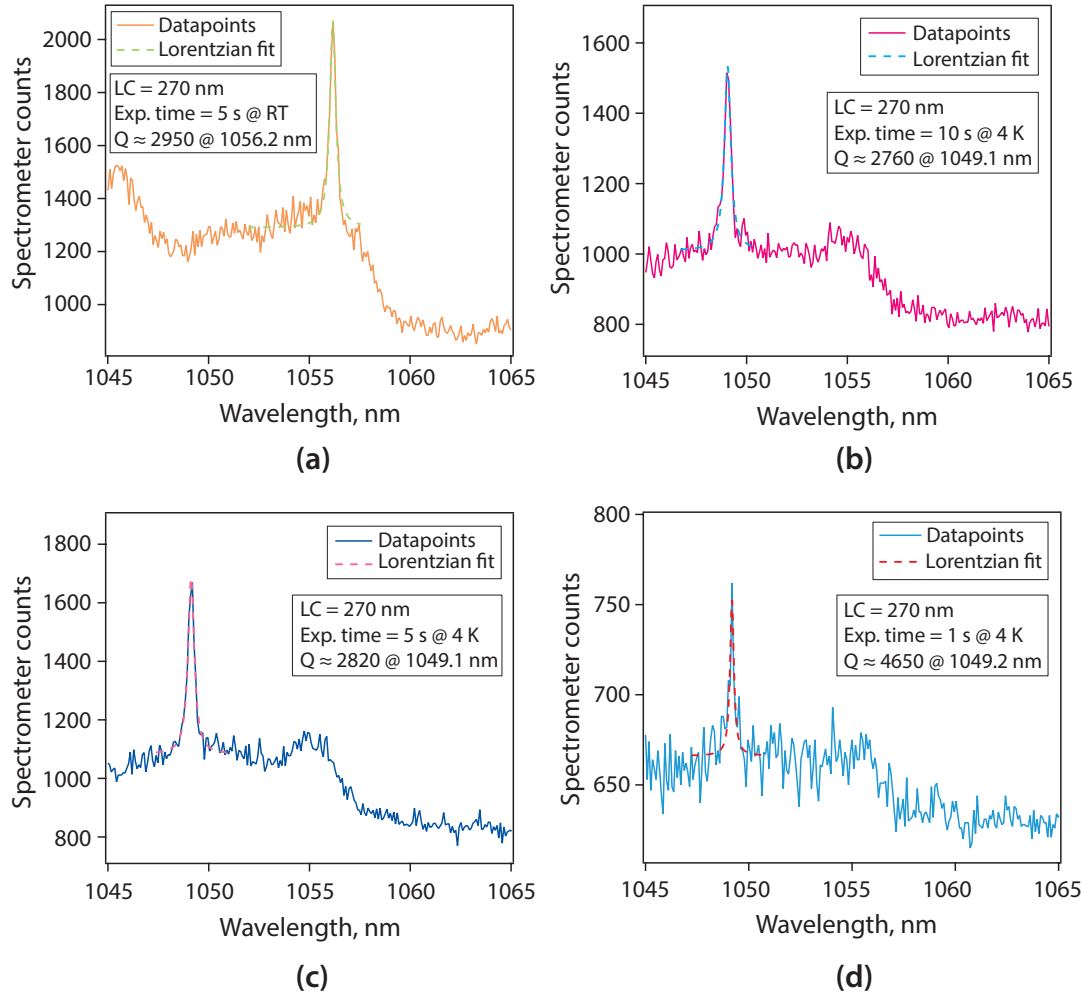 Datapoints
Lorentzian fit
LC = 270 nm
Exp. time = 5 s @ RT
Q ≈ 2950 @ 1056.2 nm
Spectrometer counts
2000
1800
1600
1400
1200
1000
1045 1050 1055 1060 1065
Wavelength, nm
(a)
Datapoints
Lorentzian fit
LC = 270 nm
Exp. time = 10 s @ 4 K
Q ≈ 2760 @ 1049.1 nm
Spectrometer counts
1600
1400
1200
1000
800
1045 1050 1055 1060 1065
Wavelength, nm
(b)
Datapoints
Lorentzian fit
LC = 270 nm
Exp. time = 5 s @ 4 K
Q ≈ 2820 @ 1049.1 nm
Spectrometer counts
1800
1600
1400
1200
1000
800
1045 1050 1055 1060 1065
Wavelength, nm
(c)
Datapoints
Lorentzian fit
LC = 270 nm
Exp. time = 1 s @ 4 K
Q ≈ 4650 @ 1049.2 nm
Spectrometer counts
800
750
700
650
1045 1050 1055 1060 1065
Wavelength, nm
(d)